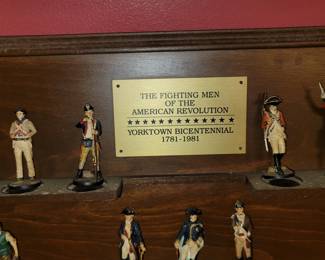 THE FIGHTING MEN
OF THE
AMERICAN REVOLUTION
YORKTOWN BICENTENNIAL
1781-1981